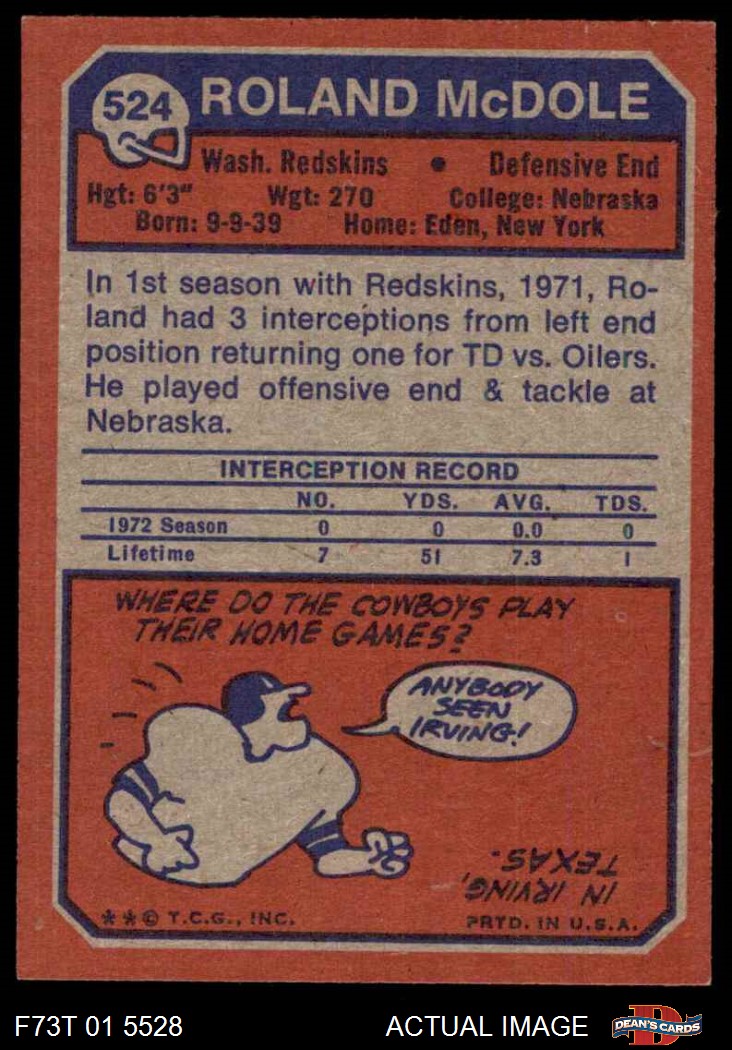 524 ROLAND McDOLE
Wash. Redskins • Defensive End
Hgt: 6'3" Wgt: 270 College: Nebraska
Born: 9-9-39 Home: Eden, New York
In 1st season with Redskins, 1971, Ro-
land had 3 interceptions from left end
position returning one for TD vs. Oilers.
He played offensive end & tackle at
Nebraska.
INTERCEPTION RECORD
NO. YDS. AVG. TDS.
1972 Season 0 0 0.0 0
Lifetime 7 51 7.3 1
WHERE DO THE COWBOYS PLAY
THEIR HOME GAMES?
ANYBODY
SEEN
IRVING!
IN IRVING,
TEXAS.
**© T.C.G., INC. PRTD. IN U.S.A.
F73T 01 5528 ACTUAL IMAGE D DEAN'S CARDS